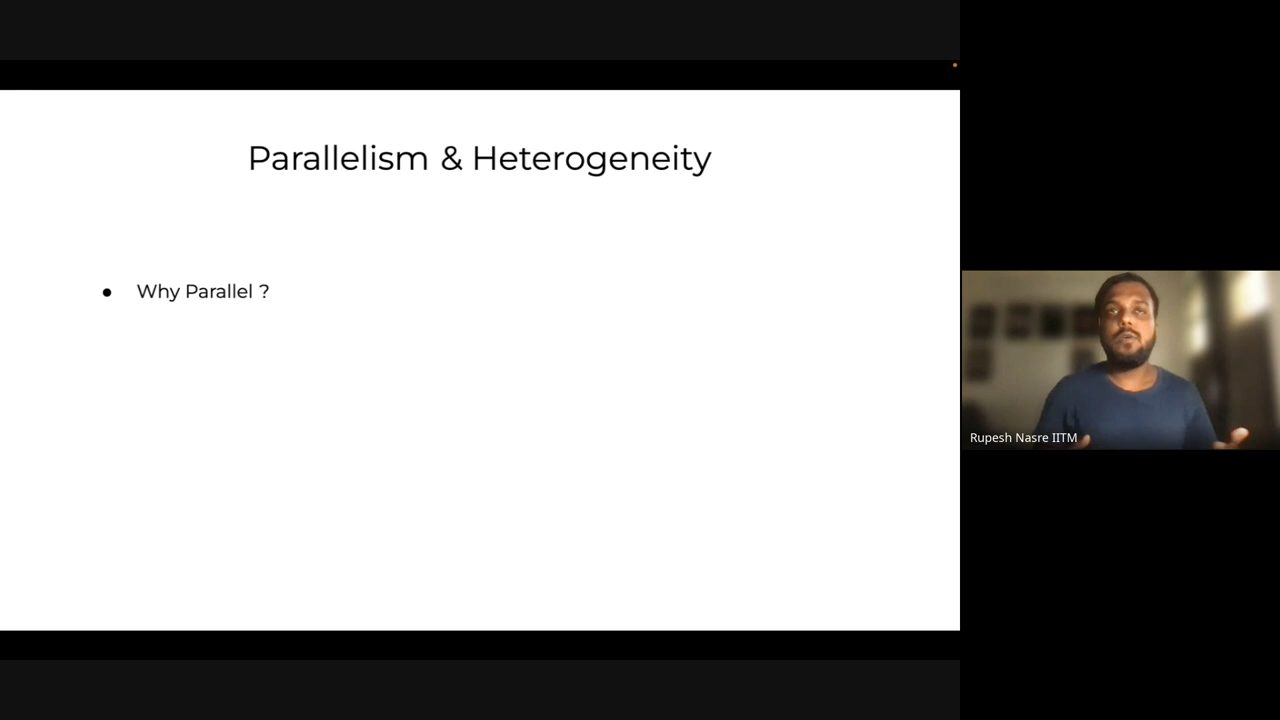 Parallelism & Heterogeneity
● Why Parallel ?
Rupesh Nasre IITM